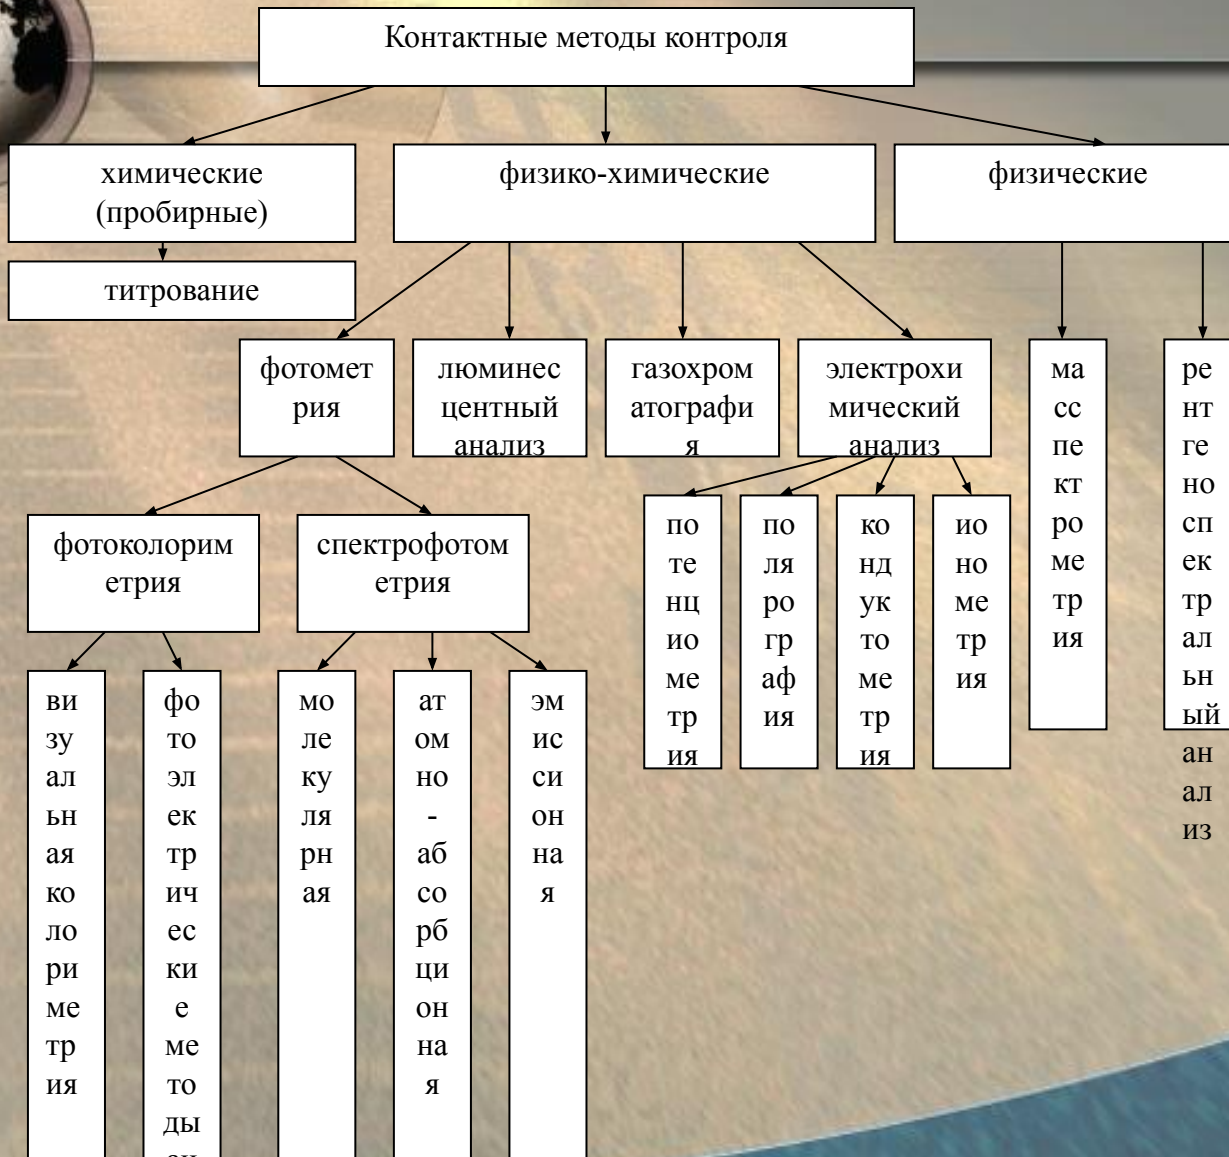 Контактные методы контроля
химические
(пробирные)
физико-химические
физические
титрование
фотомет
рия
люминес
центный
анализ
газохром
атографи
я
электрохи
мический
анализ
ма
сс
пе
кт
ро
ме
тр
ия
ре
нт
ге
но
сп
ек
тр
ал
ьн
ый
ан
ал
из
фотоколорим
етрия
спектрофотом
етрия
по
те
нц
ио
ме
тр
ия
по
ля
ро
гр
аф
ия
ко
нд
ук
то
ме
тр
ия
ио
но
ме
тр
ия
ви
зу
ал
ьн
ая
ко
ло
ри
ме
тр
ия
фо
то
эл
ек
тр
ич
ес
ки
е
ме
то
ды
мо
ле
ку
ля
рн
ая
ат
ом
но
-
аб
со
рб
ци
он
на
я
эм
ис
си
он
на
я